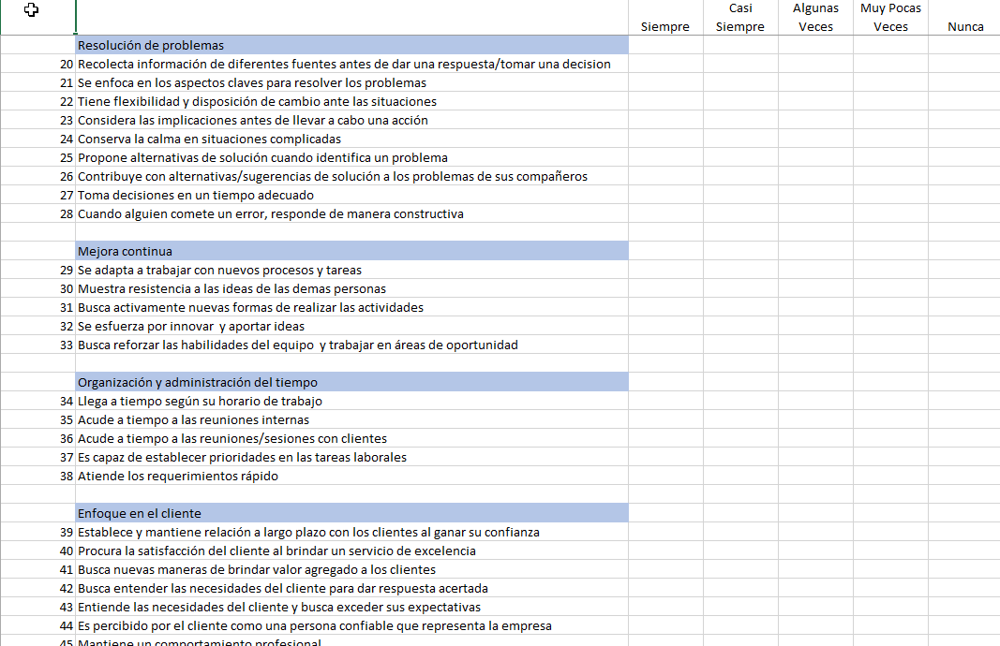 Casi Algunas Muy Pocas
Siempre Siempre Veces Veces Nunca
Resolución de problemas
20 Recolecta información de diferentes fuentes antes de dar una respuesta/tomar una decision
21 Se enfoca en los aspectos claves para resolver los problemas
22 Tiene flexibilidad y disposición de cambio ante las situaciones
23 Considera las implicaciones antes de llevar a cabo una acción
24 Conserva la calma en situaciones complicadas
25 Propone alternativas de solución cuando identifica un problema
26 Contribuye con alternativas/sugerencias de solución a los problemas de sus compañeros
27 Toma decisiones en un tiempo adecuado
28 Cuando alguien comete un error, responde de manera constructiva
Mejora continua
29 Se adapta a trabajar con nuevos procesos y tareas
30 Muestra resistencia a las ideas de las demas personas
31 Busca activamente nuevas formas de realizar las actividades
32 Se esfuerza por innovar y aportar ideas
33 Busca reforzar las habilidades del equipo y trabajar en áreas de oportunidad
Organización y administración del tiempo
34 Llega a tiempo según su horario de trabajo
35 Acude a tiempo a las reuniones internas
36 Acude a tiempo a las reuniones/sesiones con clientes
37 Es capaz de establecer prioridades en las tareas laborales
38 Atiende los requerimientos rápido
Enfoque en el cliente
39 Establece y mantiene relación a largo plazo con los clientes al ganar su confianza
40 Procura la satisfacción del cliente al brindar un servicio de excelencia
41 Busca nuevas maneras de brindar valor agregado a los clientes
42 Busca entender las necesidades del cliente para dar respuesta acertada
43 Entiende las necesidades del cliente y busca exceder sus expectativas
44 Es percibido por el cliente como una persona confiable que representa la empresa
45 Mantiene un comportamiento profesional